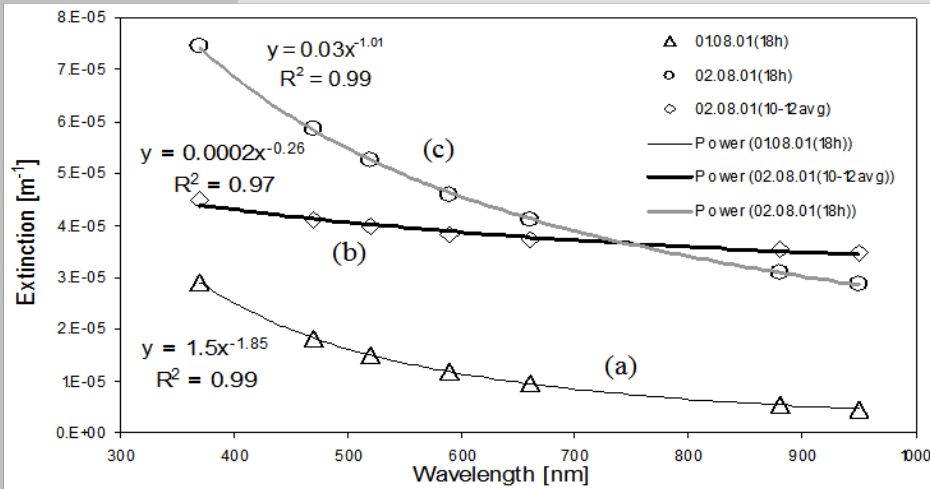 8.E-05
7.E-05
6.E-05
5.E-05
4.E-05
3.E-05
2.E-05
1.E-05
0.E+00
Extinction [m⁻¹]
y = 0.03x^-1.01
R² = 0.99
y = 0.0002x^-0.26
R² = 0.97
y = 1.5x^-1.85
R² = 0.99
(c)
(b)
(a)
01.08.01(18h)
02.08.01(18h)
02.08.01(10-12avg)
Power (01.08.01(18h))
Power (02.08.01(10-12avg))
Power (02.08.01(18h))
300 400 500 600 700 800 900 1000
Wavelength [nm]